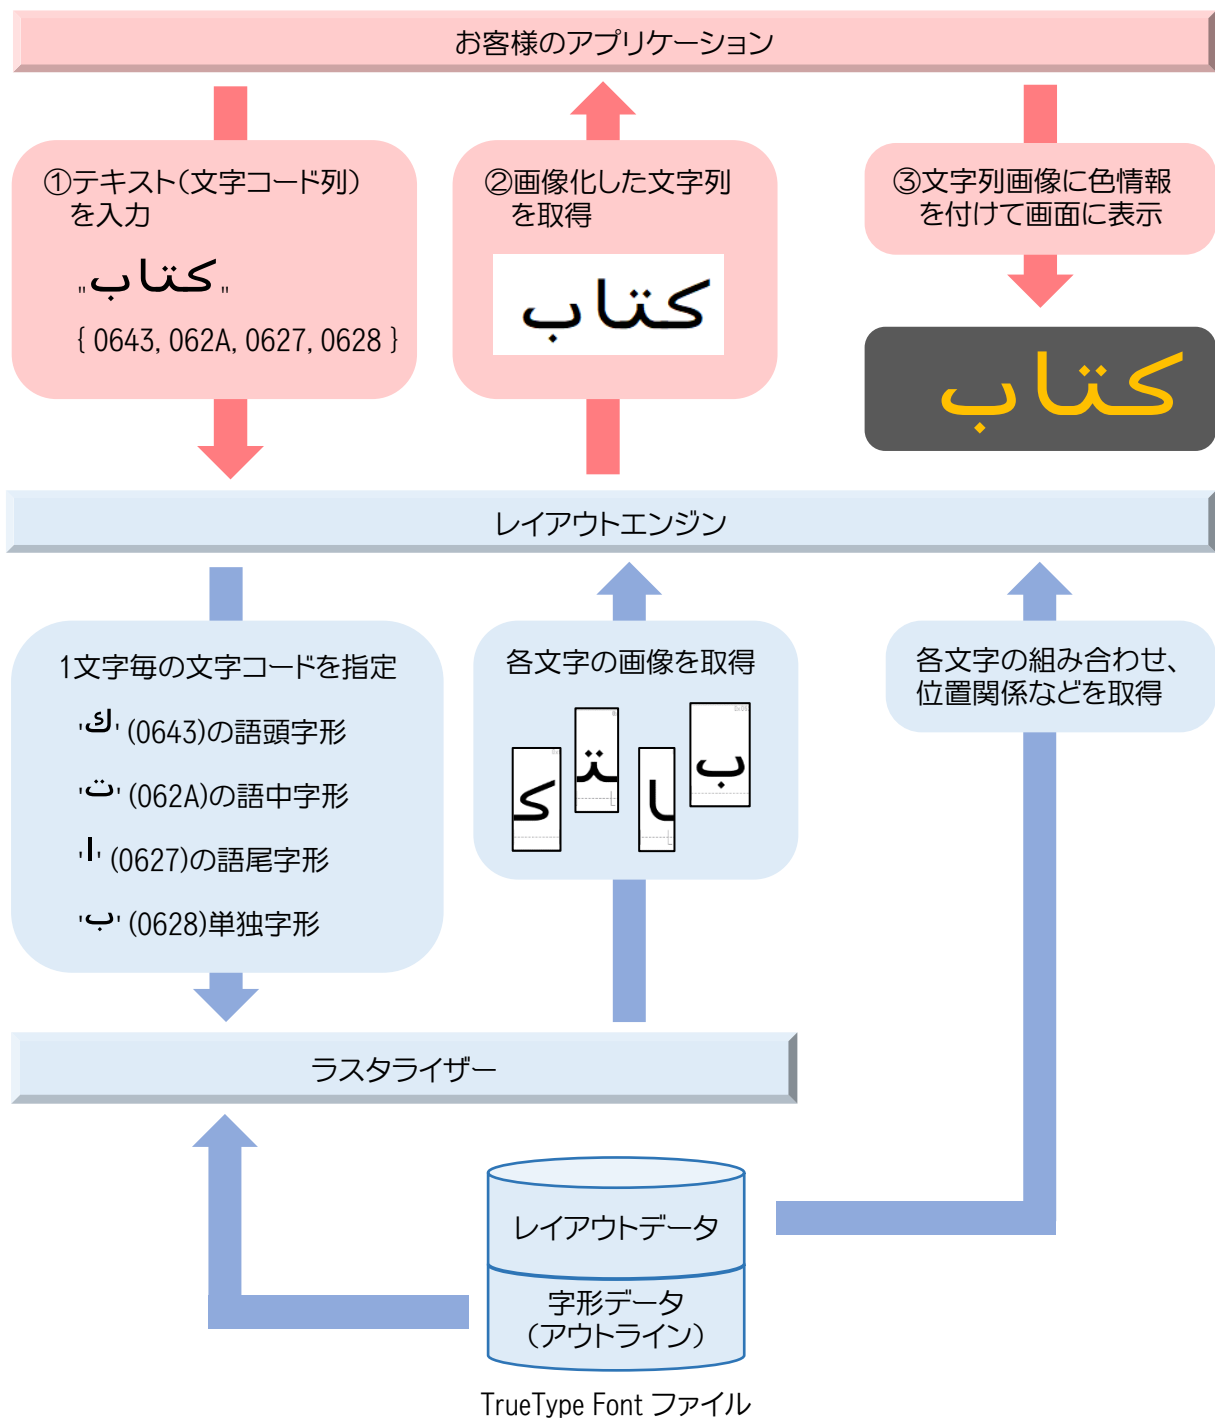 お客様のアプリケーション
①テキスト(文字コード列)
を入力
"كتاب"
{ 0643, 062A, 0627, 0628 }
②画像化した文字列
を取得
كتاب
③文字列画像に色情報
を付けて画面に表示
كتاب
レイアウトエンジン
1文字毎の文字コードを指定
'ك' (0643)の語頭字形
'ت' (062A)の語中字形
'ا' (0627)の語尾字形
'ب' (0628)単独字形
各文字の画像を取得
كـ ـتـ ـا ب
各文字の組み合わせ、
位置関係などを取得
ラスタライザー
レイアウトデータ
字形データ
(アウトライン)
TrueType Font ファイル